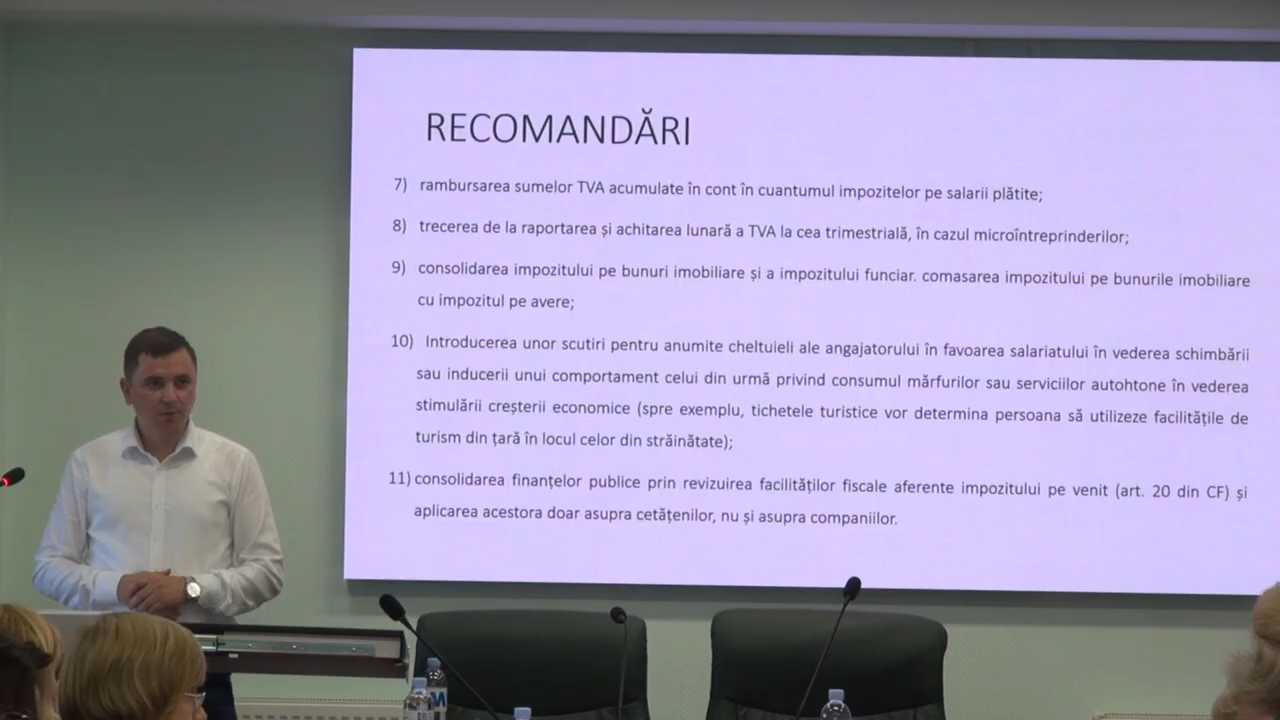 RECOMANDĂRI
7) rambursarea sumelor TVA acumulate în cont în cuantumul impozitelor pe salarii plătite;
8) trecerea de la raportarea și achitarea lunară a TVA la cea trimestrială, în cazul microîntreprinderilor;
9) consolidarea impozitului pe bunuri imobiliare și a impozitului funciar. comasarea impozitului pe bunurile imobiliare
cu impozitul pe avere;
10) Introducerea unor scutiri pentru anumite cheltuieli ale angajatorului în favoarea salariatului în vederea schimbării
sau inducerii unui comportament celui din urmă privind consumul mărfurilor sau serviciilor autohtone în vederea
stimulării creșterii economice (spre exemplu, tichetele turistice vor determina persoana să utilizeze facilitățile de
turism din țară în locul celor din străinătate);
11) consolidarea finanțelor publice prin revizuirea facilităților fiscale aferente impozitului pe venit (art. 20 din CF) și
aplicarea acestora doar asupra cetățenilor, nu și asupra companiilor.